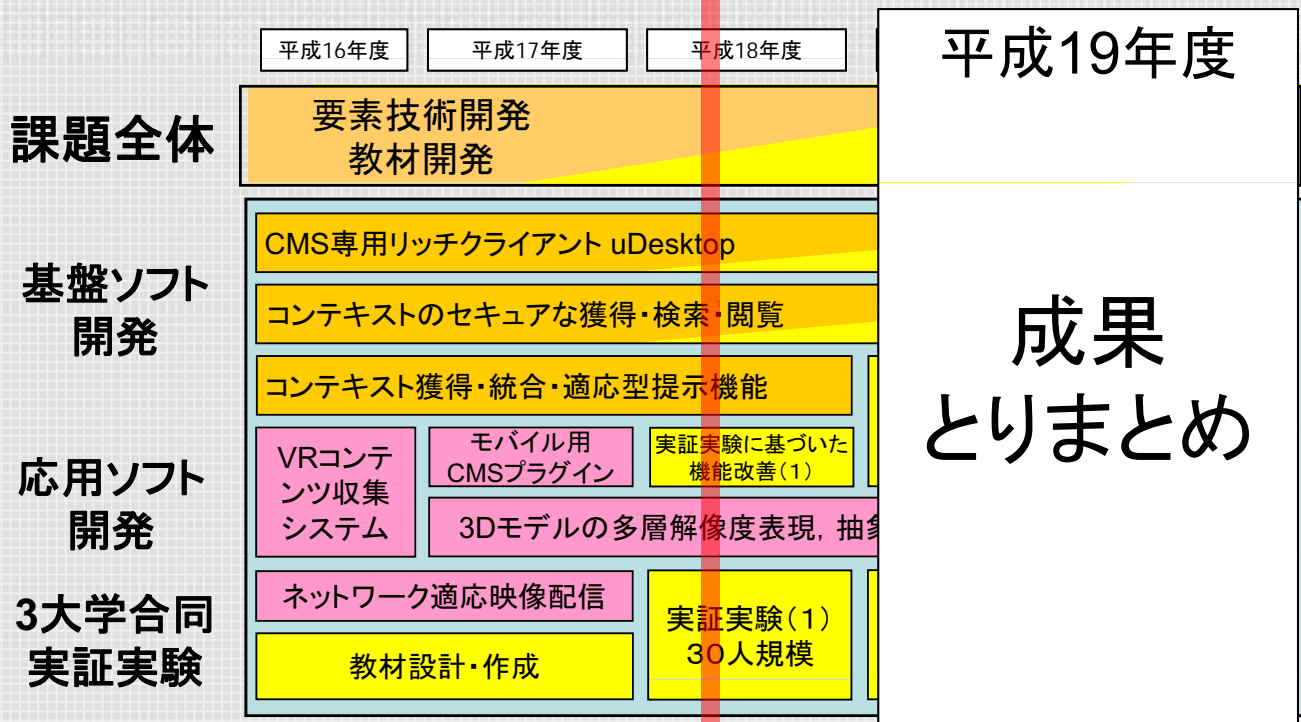 平成16年度
平成17年度
平成18年度
平成19年度
課題全体
要素技術開発
教材開発
基盤ソフト
開発
CMS専用リッチクライアント uDesktop
コンテキストのセキュアな獲得・検索・閲覧
コンテキスト獲得・統合・適応型提示機能
成果
とりまとめ
応用ソフト
開発
VRコンテ
ンツ収集
システム
モバイル用
CMSプラグイン
実証実験に基づいた
機能改善(1)
3Dモデルの多層解像度表現, 抽
3大学合同
実証実験
ネットワーク適応映像配信
教材設計・作成
実証実験(1)
30人規模